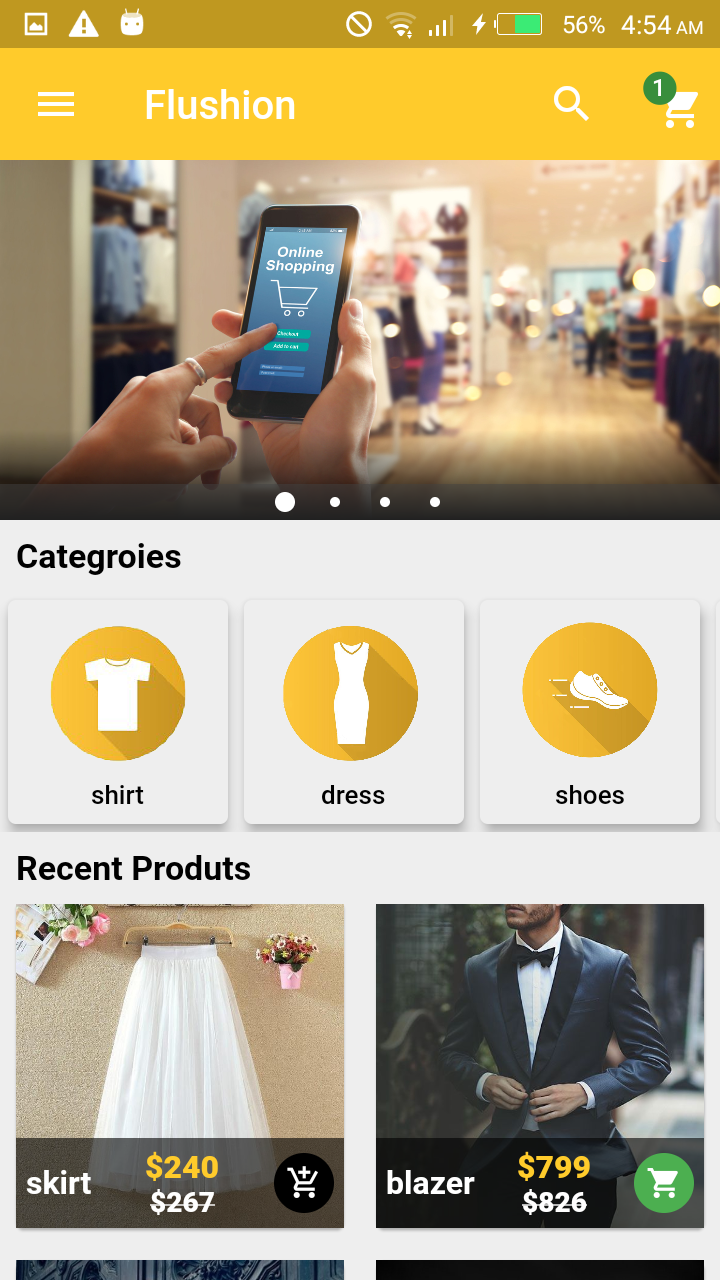 56% 4:54 AM
Flushion
1
Online
Shopping
Checkout
Add to cart
Categroies
shirt
dress
shoes
Recent Produts
skirt
$240
$267
blazer
$799
$826